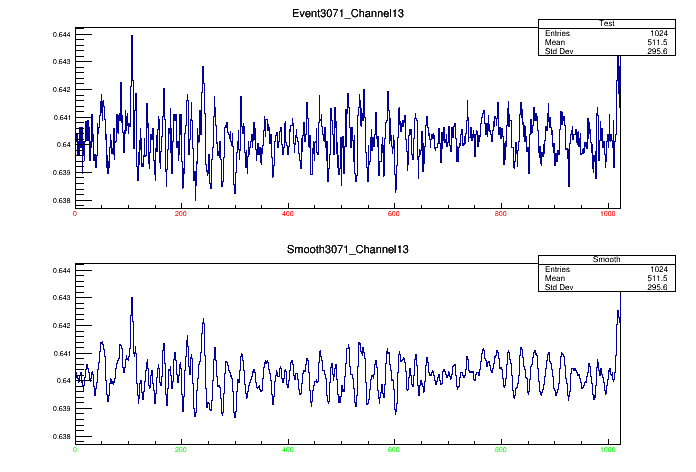 Event3071_Channel13
Test
Entries 1024
Mean 511.5
Std Dev 295.6
0.644
0.643
0.642
0.641
0.64
0.639
0.638
0 200 400 600 800 1000
Smooth3071_Channel13
Smooth
Entries 1024
Mean 511.5
Std Dev 295.6
0.644
0.643
0.642
0.641
0.64
0.639
0.638
0 200 400 600 800 1000